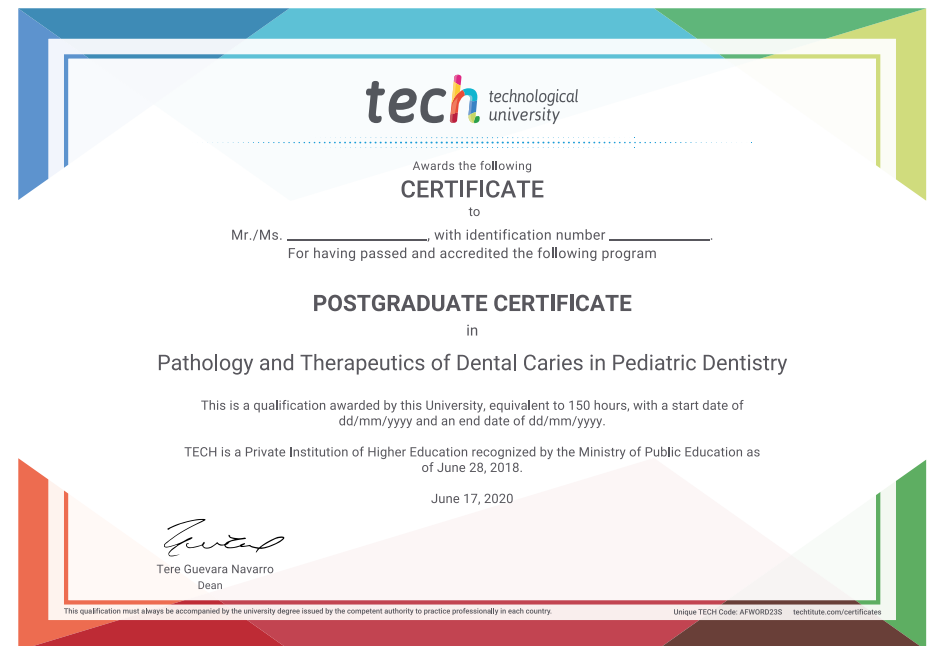 tech technological
university
Awards the following
CERTIFICATE
to
Mr./Ms. ________________, with identification number ____________.
For having passed and accredited the following program
POSTGRADUATE CERTIFICATE
in
Pathology and Therapeutics of Dental Caries in Pediatric Dentistry
This is a qualification awarded by this University, equivalent to 150 hours, with a start date of
dd/mm/yyyy and an end date of dd/mm/yyyy.
TECH is a Private Institution of Higher Education recognized by the Ministry of Public Education as
of June 28, 2018.
June 17, 2020
Tere Guevara Navarro
Dean
This qualification must always be accompanied by the university degree issued by the competent authority to practice professionally in each country.
Unique TECH Code: AFWORD23S techtitute.com/certificates